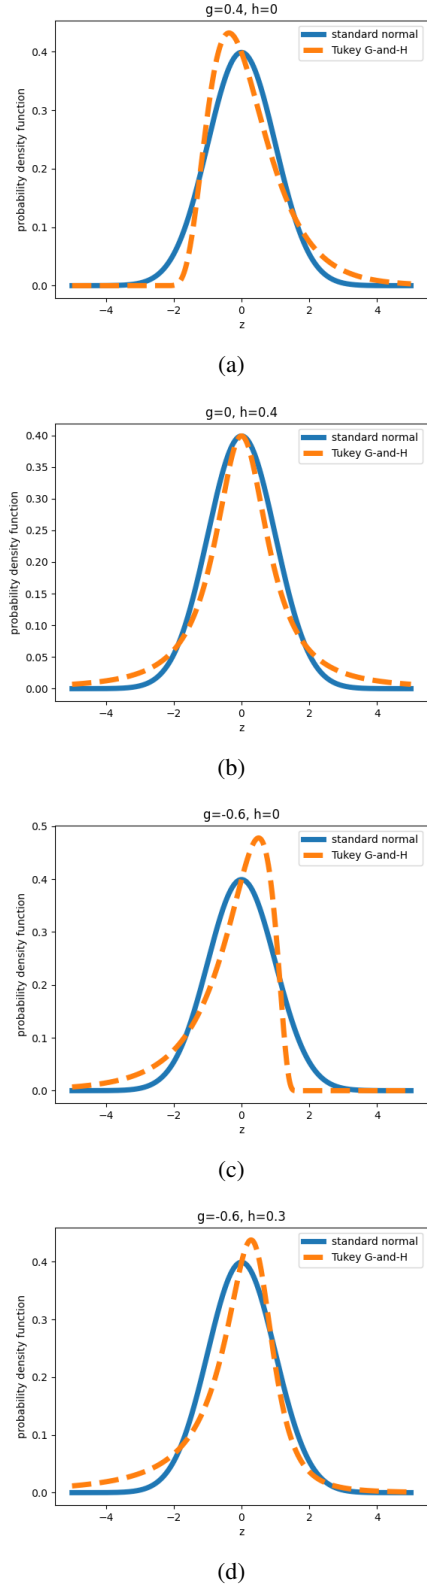 g=0.4, h=0
standard normal
Tukey G-and-H
probability density function
0.4
0.3
0.2
0.1
0.0
−4 −2 0 2 4
z
(a)
g=0, h=0.4
standard normal
Tukey G-and-H
probability density function
0.40
0.35
0.30
0.25
0.20
0.15
0.10
0.05
0.00
−4 −2 0 2 4
z
(b)
g=-0.6, h=0
standard normal
Tukey G-and-H
probability density function
0.5
0.4
0.3
0.2
0.1
0.0
−4 −2 0 2 4
z
(c)
g=-0.6, h=0.3
standard normal
Tukey G-and-H
probability density function
0.4
0.3
0.2
0.1
0.0
−4 −2 0 2 4
z
(d)